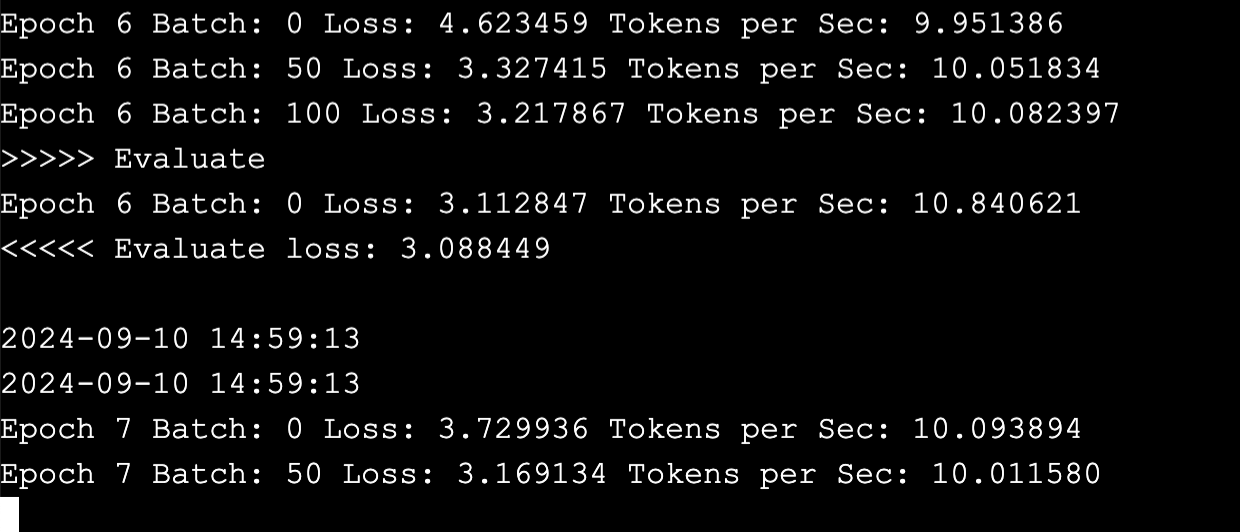 Epoch 6 Batch: 0 Loss: 4.623459 Tokens per Sec: 9.951386
Epoch 6 Batch: 50 Loss: 3.327415 Tokens per Sec: 10.051834
Epoch 6 Batch: 100 Loss: 3.217867 Tokens per Sec: 10.082397
>>>>> Evaluate
Epoch 6 Batch: 0 Loss: 3.112847 Tokens per Sec: 10.840621
<<<<< Evaluate loss: 3.088449
2024-09-10 14:59:13
2024-09-10 14:59:13
Epoch 7 Batch: 0 Loss: 3.729936 Tokens per Sec: 10.093894
Epoch 7 Batch: 50 Loss: 3.169134 Tokens per Sec: 10.011580